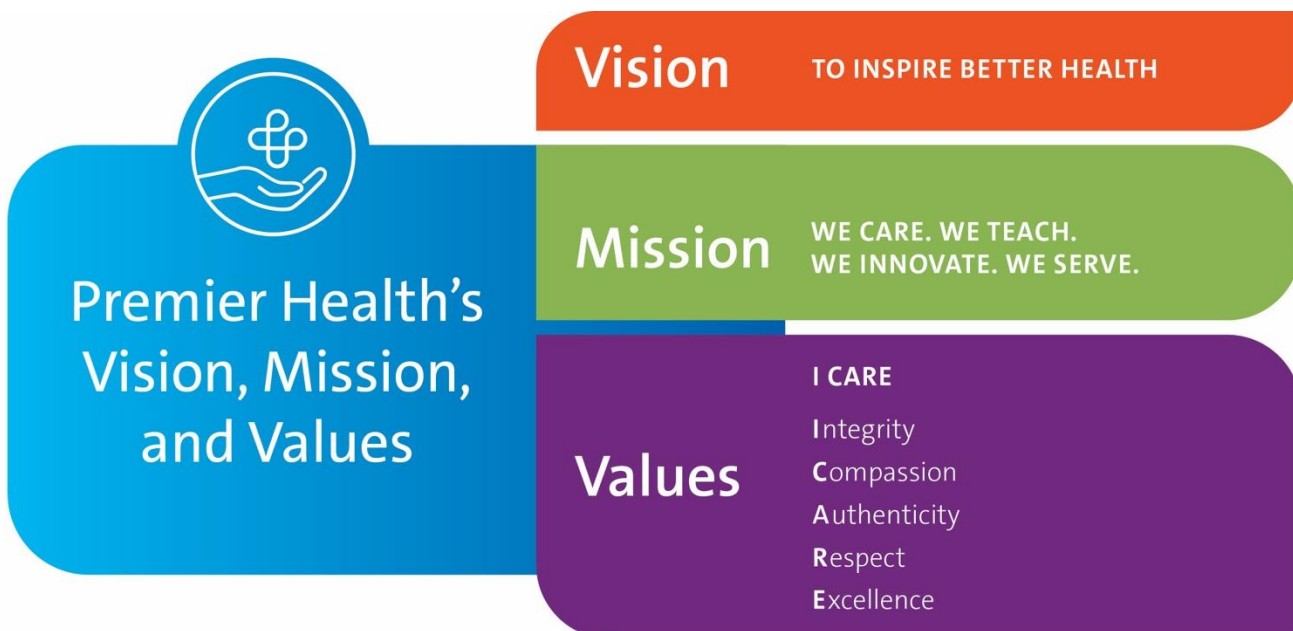 Premier Health’s
Vision, Mission,
and Values
Vision
TO INSPIRE BETTER HEALTH
Mission
WE CARE. WE TEACH.
WE INNOVATE. WE SERVE.
Values
I CARE
Integrity
Compassion
Authenticity
Respect
Excellence